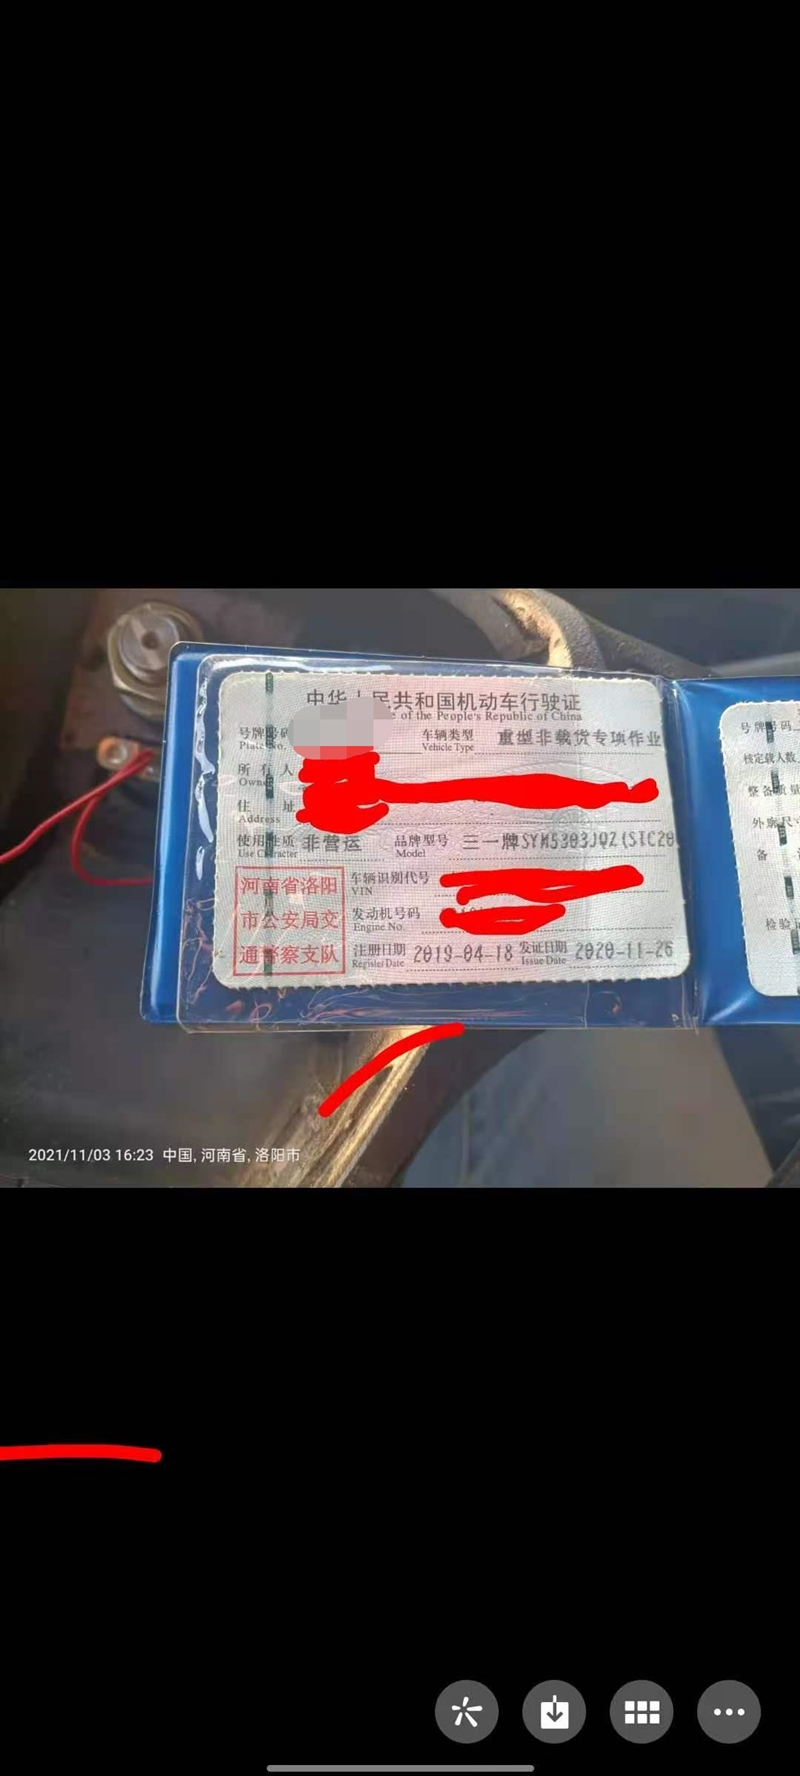 中华人民共和国机动车行驶证
of the People's Republic of China
号牌号码
Plate No.
车辆类型 重型非载货专项作业
Vehicle Type
所有人
Owner
住 址
Address
使用性质 非营运 品牌型号 三一牌SYM5303JQZ(STC20
Use Character Model
河南省洛阳
市公安局交
通警察支队
车辆识别代号
VIN
发动机号码
Engine No.
注册日期 2019-04-18 发证日期 2020-11-26
Register Date Issue Date
号牌号码
核定载人数
整备质量
外廓尺寸
备
检验
2021/11/03 16:23 中国, 河南省, 洛阳市